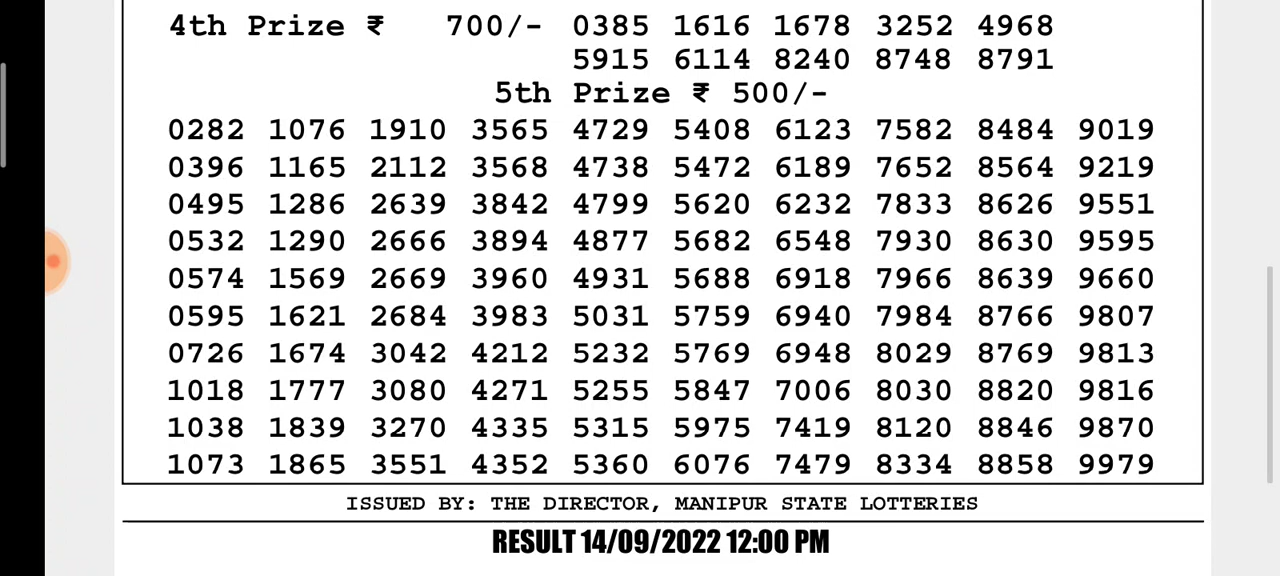 4th Prize ₹ 700/- 0385 1616 1678 3252 4968
5915 6114 8240 8748 8791
5th Prize ₹ 500/-
0282 1076 1910 3565 4729 5408 6123 7582 8484 9019
0396 1165 2112 3568 4738 5472 6189 7652 8564 9219
0495 1286 2639 3842 4799 5620 6232 7833 8626 9551
0532 1290 2666 3894 4877 5682 6548 7930 8630 9595
0574 1569 2669 3960 4931 5688 6918 7966 8639 9660
0595 1621 2684 3983 5031 5759 6940 7984 8766 9807
0726 1674 3042 4212 5232 5769 6948 8029 8769 9813
1018 1777 3080 4271 5255 5847 7006 8030 8820 9816
1038 1839 3270 4335 5315 5975 7419 8120 8846 9870
1073 1865 3551 4352 5360 6076 7479 8334 8858 9979
ISSUED BY: THE DIRECTOR, MANIPUR STATE LOTTERIES
RESULT 14/09/2022 12:00 PM